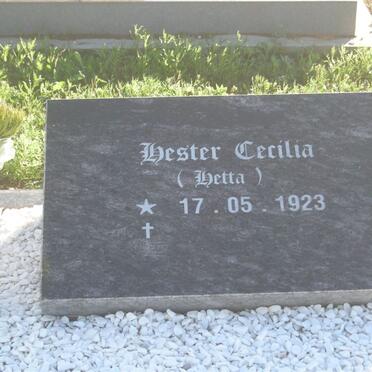 Hester Cecilia
( Hetta )
★ 17 . 05 . 1923
✝